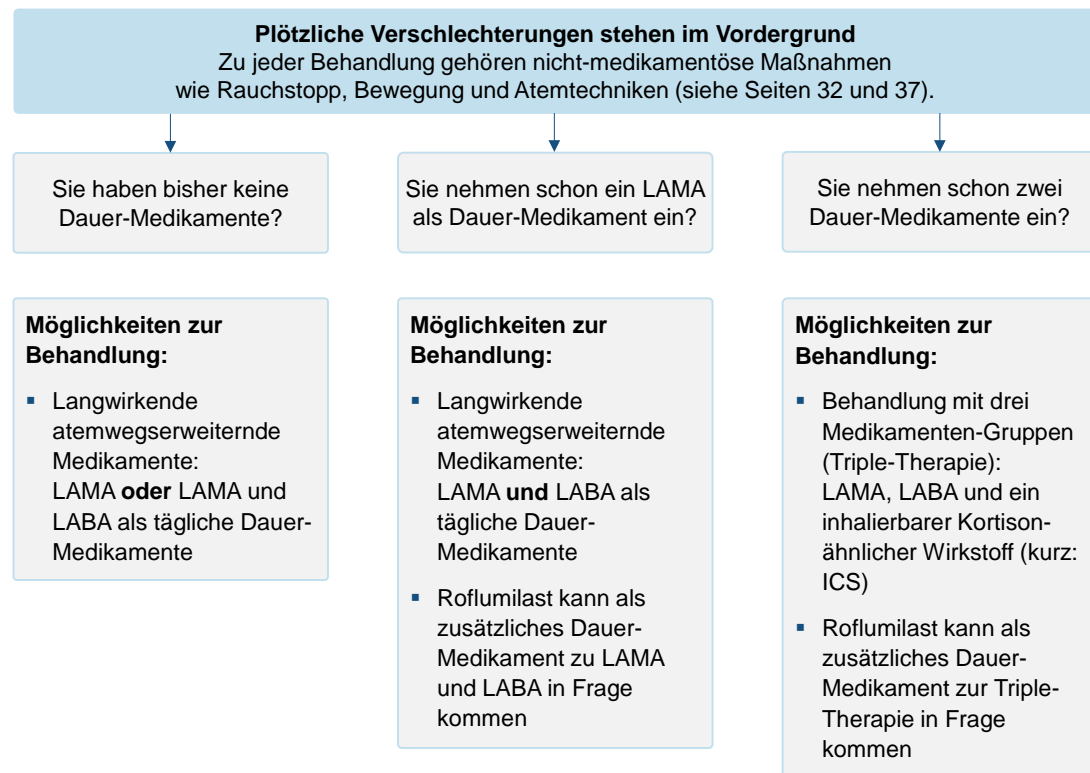 Plötzliche Verschlechterungen stehen im Vordergrund
Zu jeder Behandlung gehören nicht-medikamentöse Maßnahmen
wie Rauchstopp, Bewegung und Atemtechniken (siehe Seiten 32 und 37).
Sie haben bisher keine
Dauer-Medikamente?
Sie nehmen schon ein LAMA
als Dauer-Medikament ein?
Sie nehmen schon zwei
Dauer-Medikamente ein?
Möglichkeiten zur
Behandlung:
▪ Langwirkende
atemwegserweiternde
Medikamente:
LAMA oder LAMA und
LABA als tägliche Dauer-
Medikamente
Möglichkeiten zur
Behandlung:
▪ Langwirkende
atemwegserweiternde
Medikamente:
LAMA und LABA als
tägliche Dauer-
Medikamente
▪ Roflumilast kann als
zusätzliches Dauer-
Medikament zu LAMA
und LABA in Frage
kommen
Möglichkeiten zur
Behandlung:
▪ Behandlung mit drei
Medikamenten-Gruppen
(Triple-Therapie):
LAMA, LABA und ein
inhalierbarer Kortison-
ähnlicher Wirkstoff (kurz:
ICS)
▪ Roflumilast kann als
zusätzliches Dauer-
Medikament zur Triple-
Therapie in Frage
kommen